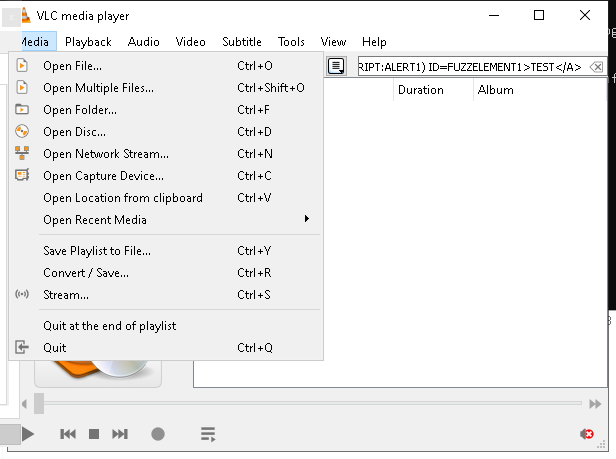 VLC media player
Media Playback Audio Video Subtitle Tools View Help
Open File... Ctrl+O
RIPT:ALERT1) ID=FUZZELEMENT1>TEST</A>
Open Multiple Files... Ctrl+Shift+O
Duration Album
Open Folder... Ctrl+F
Open Disc... Ctrl+D
Open Network Stream... Ctrl+N
Open Capture Device... Ctrl+C
Open Location from clipboard Ctrl+V
Open Recent Media
Save Playlist to File... Ctrl+Y
Convert / Save... Ctrl+R
Stream... Ctrl+S
Quit at the end of playlist
Quit Ctrl+Q